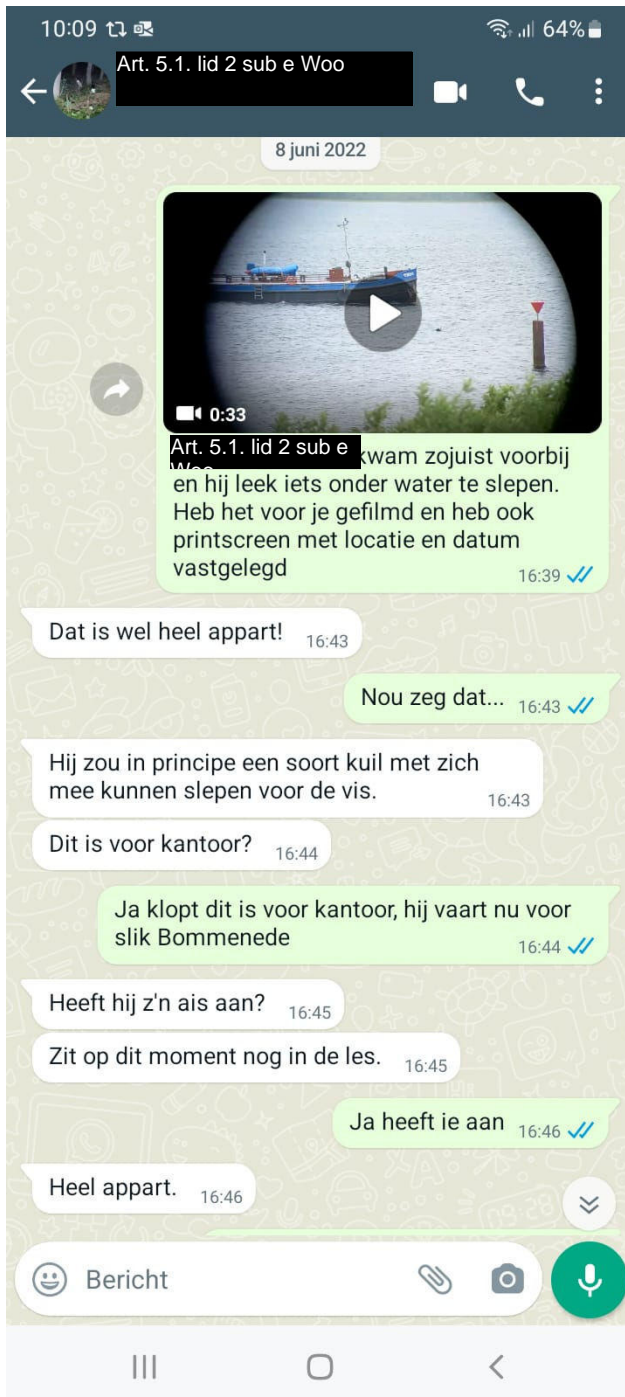 10:09 64%
Art. 5.1. lid 2 sub e Woo
8 juni 2022
0:33
Art. 5.1. lid 2 sub e
kwam zojuist voorbij
en hij leek iets onder water te slepen.
Heb het voor je gefilmd en heb ook
printscreen met locatie en datum
vastgelegd
16:39
Dat is wel heel appart! 16:43
Nou zeg dat... 16:43
Hij zou in principe een soort kuil met zich
mee kunnen slepen voor de vis.
16:43
Dit is voor kantoor? 16:44
Ja klopt dit is voor kantoor, hij vaart nu voor
slik Bommenede
16:44
Heeft hij z'n ais aan? 16:45
Zit op dit moment nog in de les. 16:45
Ja heeft ie aan 16:46
Heel appart. 16:46
Bericht